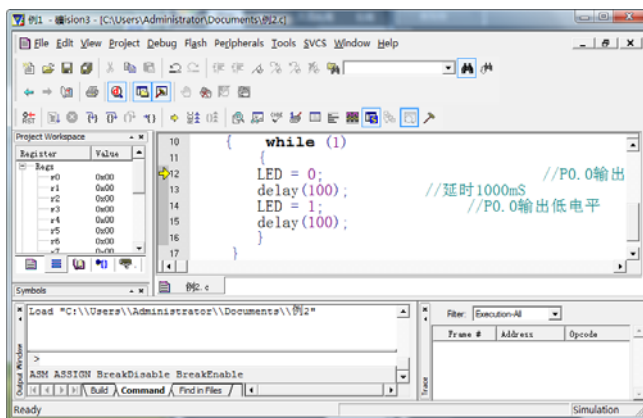 例1 - 礦ision3 - [C:\Users\Administrator\Documents\例2.c]
File Edit View Project Debug Flash Peripherals Tools SVCS Window Help
Project Workspace
Register Value
Regs
r0 0x00
r1 0x00
r2 0x00
r3 0x00
r4 0x00
r5 0x00
r6 0x00
10 { while (1)
11 {
12 LED = 0; //P0.0输出
13 delay(100); //延时1000mS
14 LED = 1; //P0.0输出低电平
15 delay(100);
16 }
17 }
例2.c
Symbols
Load "C:\\Users\\Administrator\\Documents\\例2"
>
ASM ASSIGN BreakDisable BreakEnable
Output Window
Build Command Find in Files
Trace
Filter: Execution-All
Frame # Address Opcode
Ready Simulation